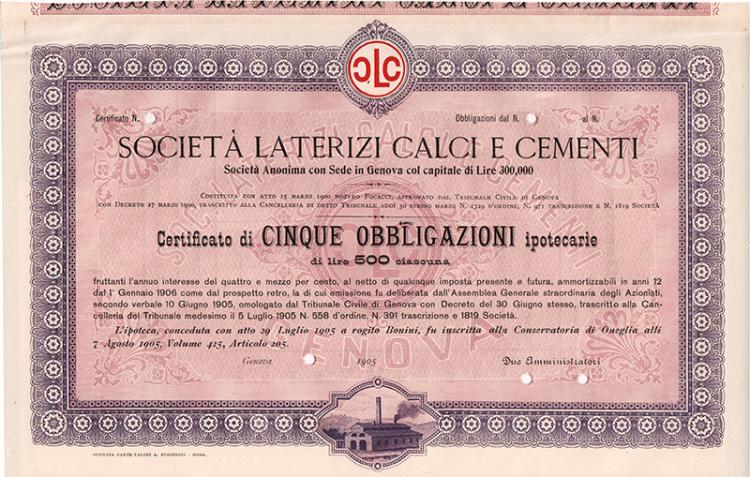 CLC
Certificato N.
Obbligazioni dal N. al N.
SOCIETÀ LATERIZI CALCI E CEMENTI
Società Anonima con Sede in Genova col capitale di Lire 300,000
Costituita con atto 15 marzo 1900 notaro Focacci, approvato dal Tribunale Civile di Genova
con Decreto 27 marzo 1900, trascritto alla Cancelleria di detto Tribunale addì 30 stesso marzo N. 1329 d'ordine, N. 971 trascrizione e N. 1819 Società
Certificato di CINQUE OBBLIGAZIONI ipotecarie
di lire 500 ciascuna
fruttanti l'annuo interesse del quattro e mezzo per cento, al netto di qualunque imposta presente e futura, ammortizzabili in anni 12
dal 1° Gennaio 1906 come dal prospetto retro, la di cui emissione fu deliberata dall'Assemblea Generale straordinaria degli Azionisti,
secondo verbale 10 Giugno 1905, omologato dal Tribunale Civile di Genova con Decreto del 30 Giugno stesso, trascritto alla Can-
celleria del Tribunale medesimo il 5 Luglio 1905 N. 558 d'ordine, N. 391 trascrizione e 1819 Società.
L'ipoteca, conceduta con atto 29 Luglio 1905 a rogito Bonini, fu inscritta alla Conservatoria di Oneglia alli
7 Agosto 1905, Volume 425, Articolo 205.
GENOVA
Genova 1905
Due Amministratori
OFFICINA CARTE-VALORI A. STADERINI - ROMA.